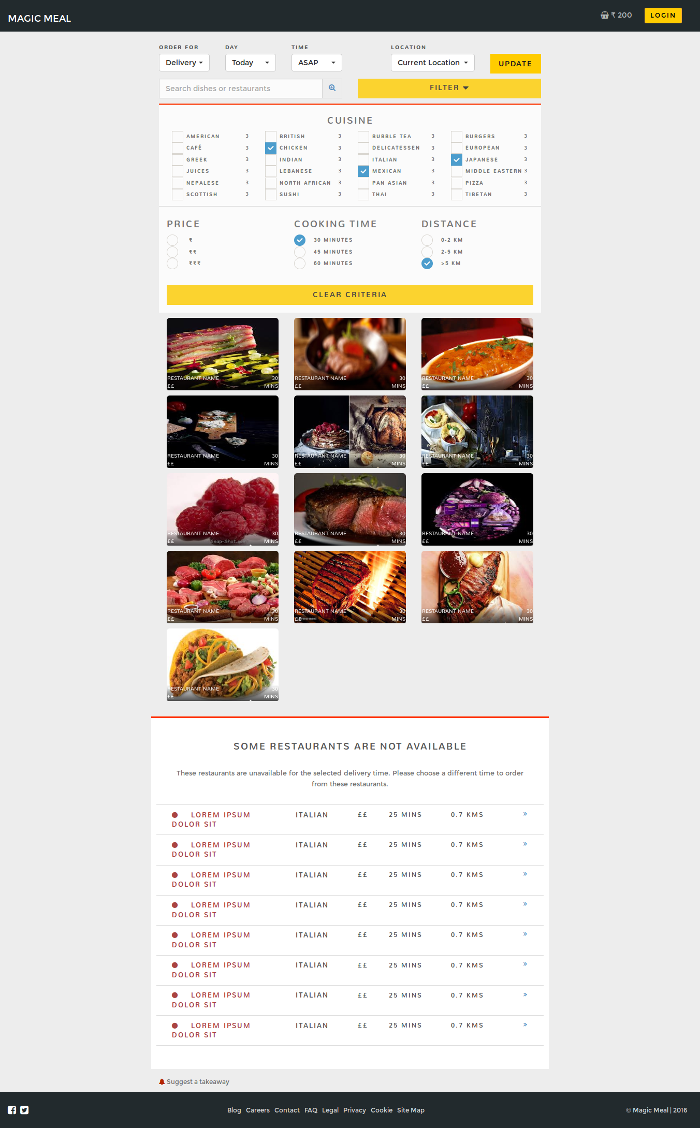 MAGIC MEAL
₹ 200
LOGIN
ORDER FOR
DAY
TIME
LOCATION
Delivery
Today
ASAP
Current Location
UPDATE
Search dishes or restaurants
FILTER
CUISINE
AMERICAN 3
BRITISH 3
BUBBLE TEA 3
BURGERS 3
CAFÈ 3
CHICKEN 3
DELICATESSEN 3
EUROPEAN 3
GREEK 3
INDIAN 3
ITALIAN 3
JAPANESE 3
JUICES 3
LEBANESE 3
MEXICAN 3
MIDDLE EASTERN 3
NEPALESE 3
NORTH AFRICAN 3
PAN ASIAN 3
PIZZA 3
SCOTTISH 3
SUSHI 3
THAI 3
TIBETAN 3
PRICE
COOKING TIME
DISTANCE
₹
30 MINUTES
0-2 KM
₹₹
45 MINUTES
2-5 KM
₹₹₹
60 MINUTES
>5 KM
CLEAR CRITERIA
RESTAURANT NAME 30
££ MINS
RESTAURANT NAME 30
££ MINS
RESTAURANT NAME 30
££ MINS
RESTAURANT NAME 30
££ MINS
RESTAURANT NAME 30
££ MINS
RESTAURANT NAME 30
££ MINS
RESTAURANT NAME 30
££ MINS
RESTAURANT NAME 30
££ MINS
RESTAURANT NAME 30
££ MINS
RESTAURANT NAME 30
££ MINS
RESTAURANT NAME 30
££ MINS
RESTAURANT NAME 30
££ MINS
RESTAURANT NAME 30
££ MINS
SOME RESTAURANTS ARE NOT AVAILABLE
These restaurants are unavailable for the selected delivery time. Please choose a different time to order
from these restaurants.
LOREM IPSUM ITALIAN ££ 25 MINS 0.7 KMS »
DOLOR SIT
LOREM IPSUM ITALIAN ££ 25 MINS 0.7 KMS »
DOLOR SIT
LOREM IPSUM ITALIAN ££ 25 MINS 0.7 KMS »
DOLOR SIT
LOREM IPSUM ITALIAN ££ 25 MINS 0.7 KMS »
DOLOR SIT
LOREM IPSUM ITALIAN ££ 25 MINS 0.7 KMS »
DOLOR SIT
LOREM IPSUM ITALIAN ££ 25 MINS 0.7 KMS »
DOLOR SIT
LOREM IPSUM ITALIAN ££ 25 MINS 0.7 KMS »
DOLOR SIT
LOREM IPSUM ITALIAN ££ 25 MINS 0.7 KMS »
DOLOR SIT
Suggest a takeaway
Blog Careers Contact FAQ Legal Privacy Cookie Site Map
© Magic Meal | 2016